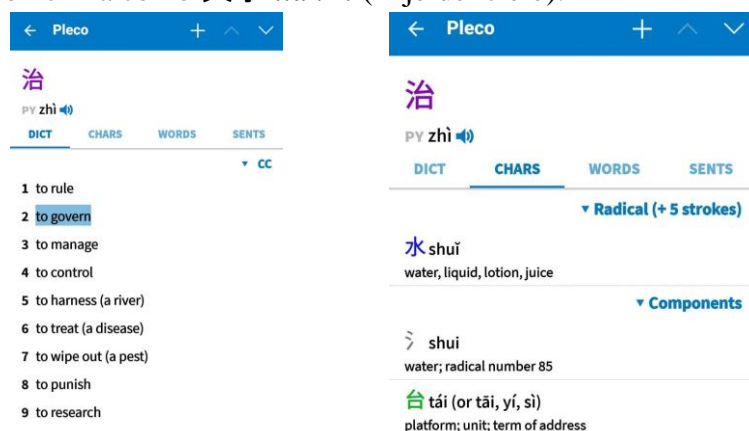 ← Pleco + ︿ ﹀
治
PY zhì
DICT CHARS WORDS SENTS
▾ CC
1 to rule
2 to govern
3 to manage
4 to control
5 to harness (a river)
6 to treat (a disease)
7 to wipe out (a pest)
8 to punish
9 to research
← Pleco + ︿ ﹀
治
PY zhì
DICT CHARS WORDS SENTS
▾ Radical (+ 5 strokes)
水 shuǐ
water, liquid, lotion, juice
▾ Components
氵 shui
water; radical number 85
台 tái (or tāi, yí, sì)
platform; unit; term of address